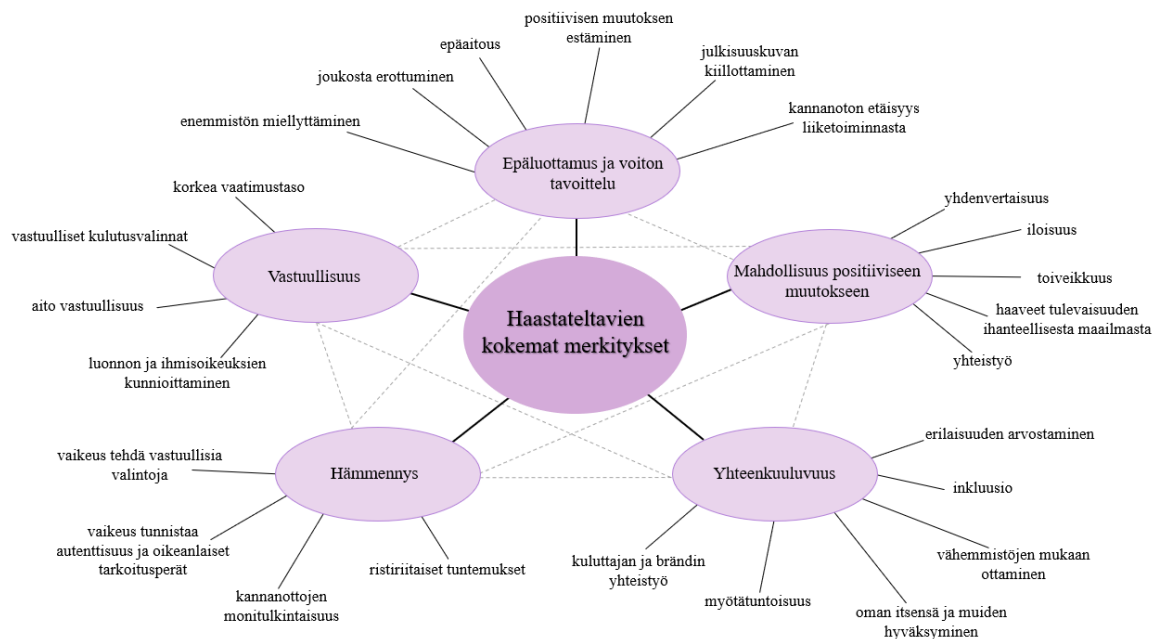 positiivisen muutoksen
estäminen
epäaitous
julkisuuskuvan
kiillottaminen
joukosta erottuminen
kannanoton etäisyys
liiketoiminnasta
enemmistön miellyttäminen
Epäluottamus ja voiton
tavoittelu
korkea vaatimustaso
vastuulliset kulutusvalinnat
Vastuullisuus
aito vastuullisuus
luonnon ja ihmisoikeuksien
kunnioittaminen
yhdenvertaisuus
iloisuus
Mahdollisuus positiiviseen
muutokseen
toiveikkuus
haaveet tulevaisuuden
ihanteellisesta maailmasta
yhteistyö
Haastateltavien
kokemat merkitykset
vaikeus tehdä vastuullisia
valintoja
Hämmennys
vaikeus tunnistaa
autenttisuus ja oikeanlaiset
tarkoitusperät
kannanottojen
monitulkintaisuus
ristiriitaiset tuntemukset
Yhteenkuuluvuus
erilaisuuden arvostaminen
inkluusio
vähemmistöjen mukaan
ottaminen
kuluttajan ja brändin
yhteistyö
myötätuntoisuus
oman itsensä ja muiden
hyväksyminen